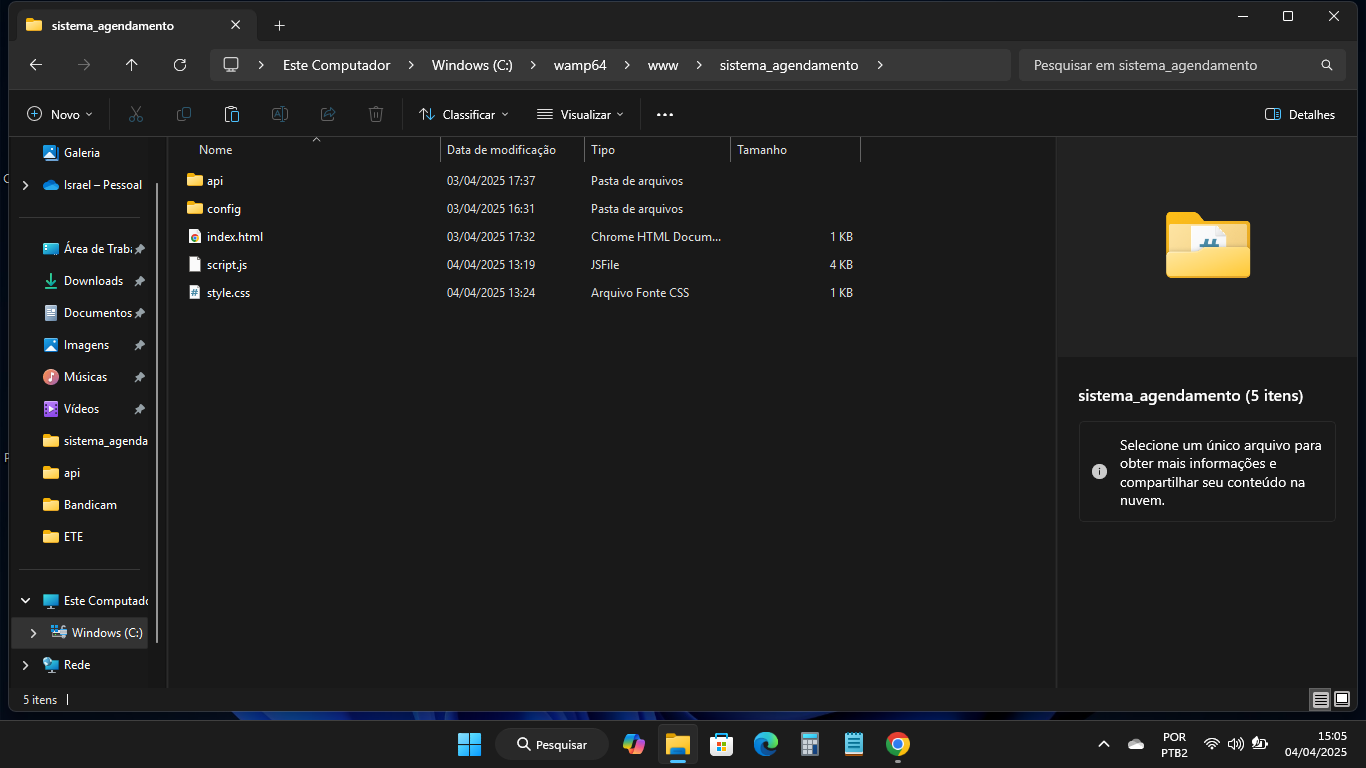 sistema_agendamento
Este Computador > Windows (C:) > wamp64 > www > sistema_agendamento >
Pesquisar em sistema_agendamento
Novo
Classificar
Visualizar
Detalhes
Galeria
Israel – Pessoal
Área de Traba
Downloads
Documentos
Imagens
Músicas
Vídeos
sistema_agenda
api
Bandicam
ETE
Este Computado
Windows (C:)
Rede
Nome Data de modificação Tipo Tamanho
api 03/04/2025 17:37 Pasta de arquivos
config 03/04/2025 16:31 Pasta de arquivos
index.html 03/04/2025 17:32 Chrome HTML Docum... 1 KB
script.js 04/04/2025 13:19 JSFile 4 KB
style.css 04/04/2025 13:24 Arquivo Fonte CSS 1 KB
sistema_agendamento (5 itens)
Selecione um único arquivo para
obter mais informações e
compartilhar seu conteúdo na
nuvem.
5 itens
Pesquisar
POR
PTB2
15:05
04/04/2025